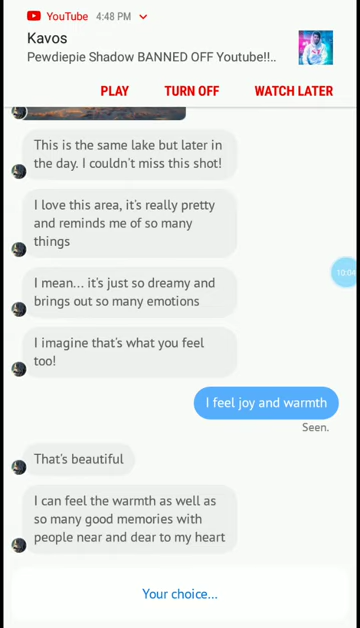 YouTube 4:48 PM
Kavos
Pewdiepie Shadow BANNED OFF Youtube!!..
PLAY TURN OFF WATCH LATER
This is the same lake but later in
the day. I couldn't miss this shot!
I love this area, it's really pretty
and reminds me of so many
things
10:04
I mean... it's just so dreamy and
brings out so many emotions
I imagine that's what you feel
too!
I feel joy and warmth
Seen.
That's beautiful
I can feel the warmth as well as
so many good memories with
people near and dear to my heart
Your choice...